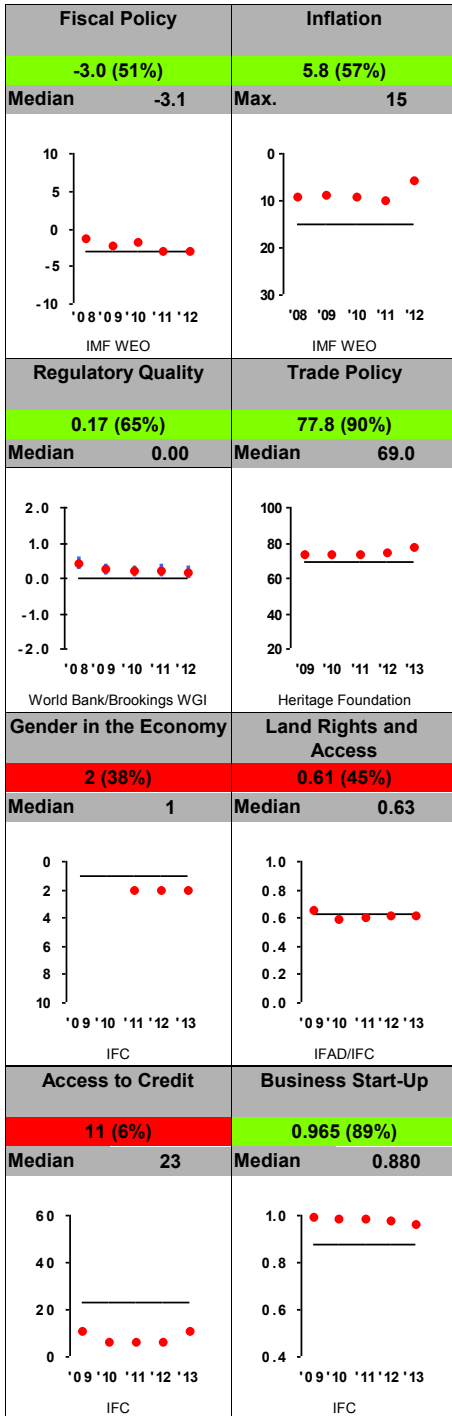 Fiscal Policy
-3.0 (51%)
Median -3.1
10
5
0
-5
-10
'08 '09 '10 '11 '12
IMF WEO
Inflation
5.8 (57%)
Max. 15
0
10
20
30
'08 '09 '10 '11 '12
IMF WEO
Regulatory Quality
0.17 (65%)
Median 0.00
2.0
1.0
0.0
-1.0
-2.0
'08 '09 '10 '11 '12
World Bank/Brookings WGI
Trade Policy
77.8 (90%)
Median 69.0
100
80
60
40
20
'09 '10 '11 '12 '13
Heritage Foundation
Gender in the Economy
2 (38%)
Median 1
0
2
4
6
8
10
'09 '10 '11 '12 '13
IFC
Land Rights and
Access
0.61 (45%)
Median 0.63
1.0
0.8
0.6
0.4
0.2
0.0
'09 '10 '11 '12 '13
IFAD/IFC
Access to Credit
11 (6%)
Median 23
60
40
20
0
'09 '10 '11 '12 '13
IFC
Business Start-Up
0.965 (89%)
Median 0.880
1.0
0.8
0.6
0.4
'09 '10 '11 '12 '13
IFC